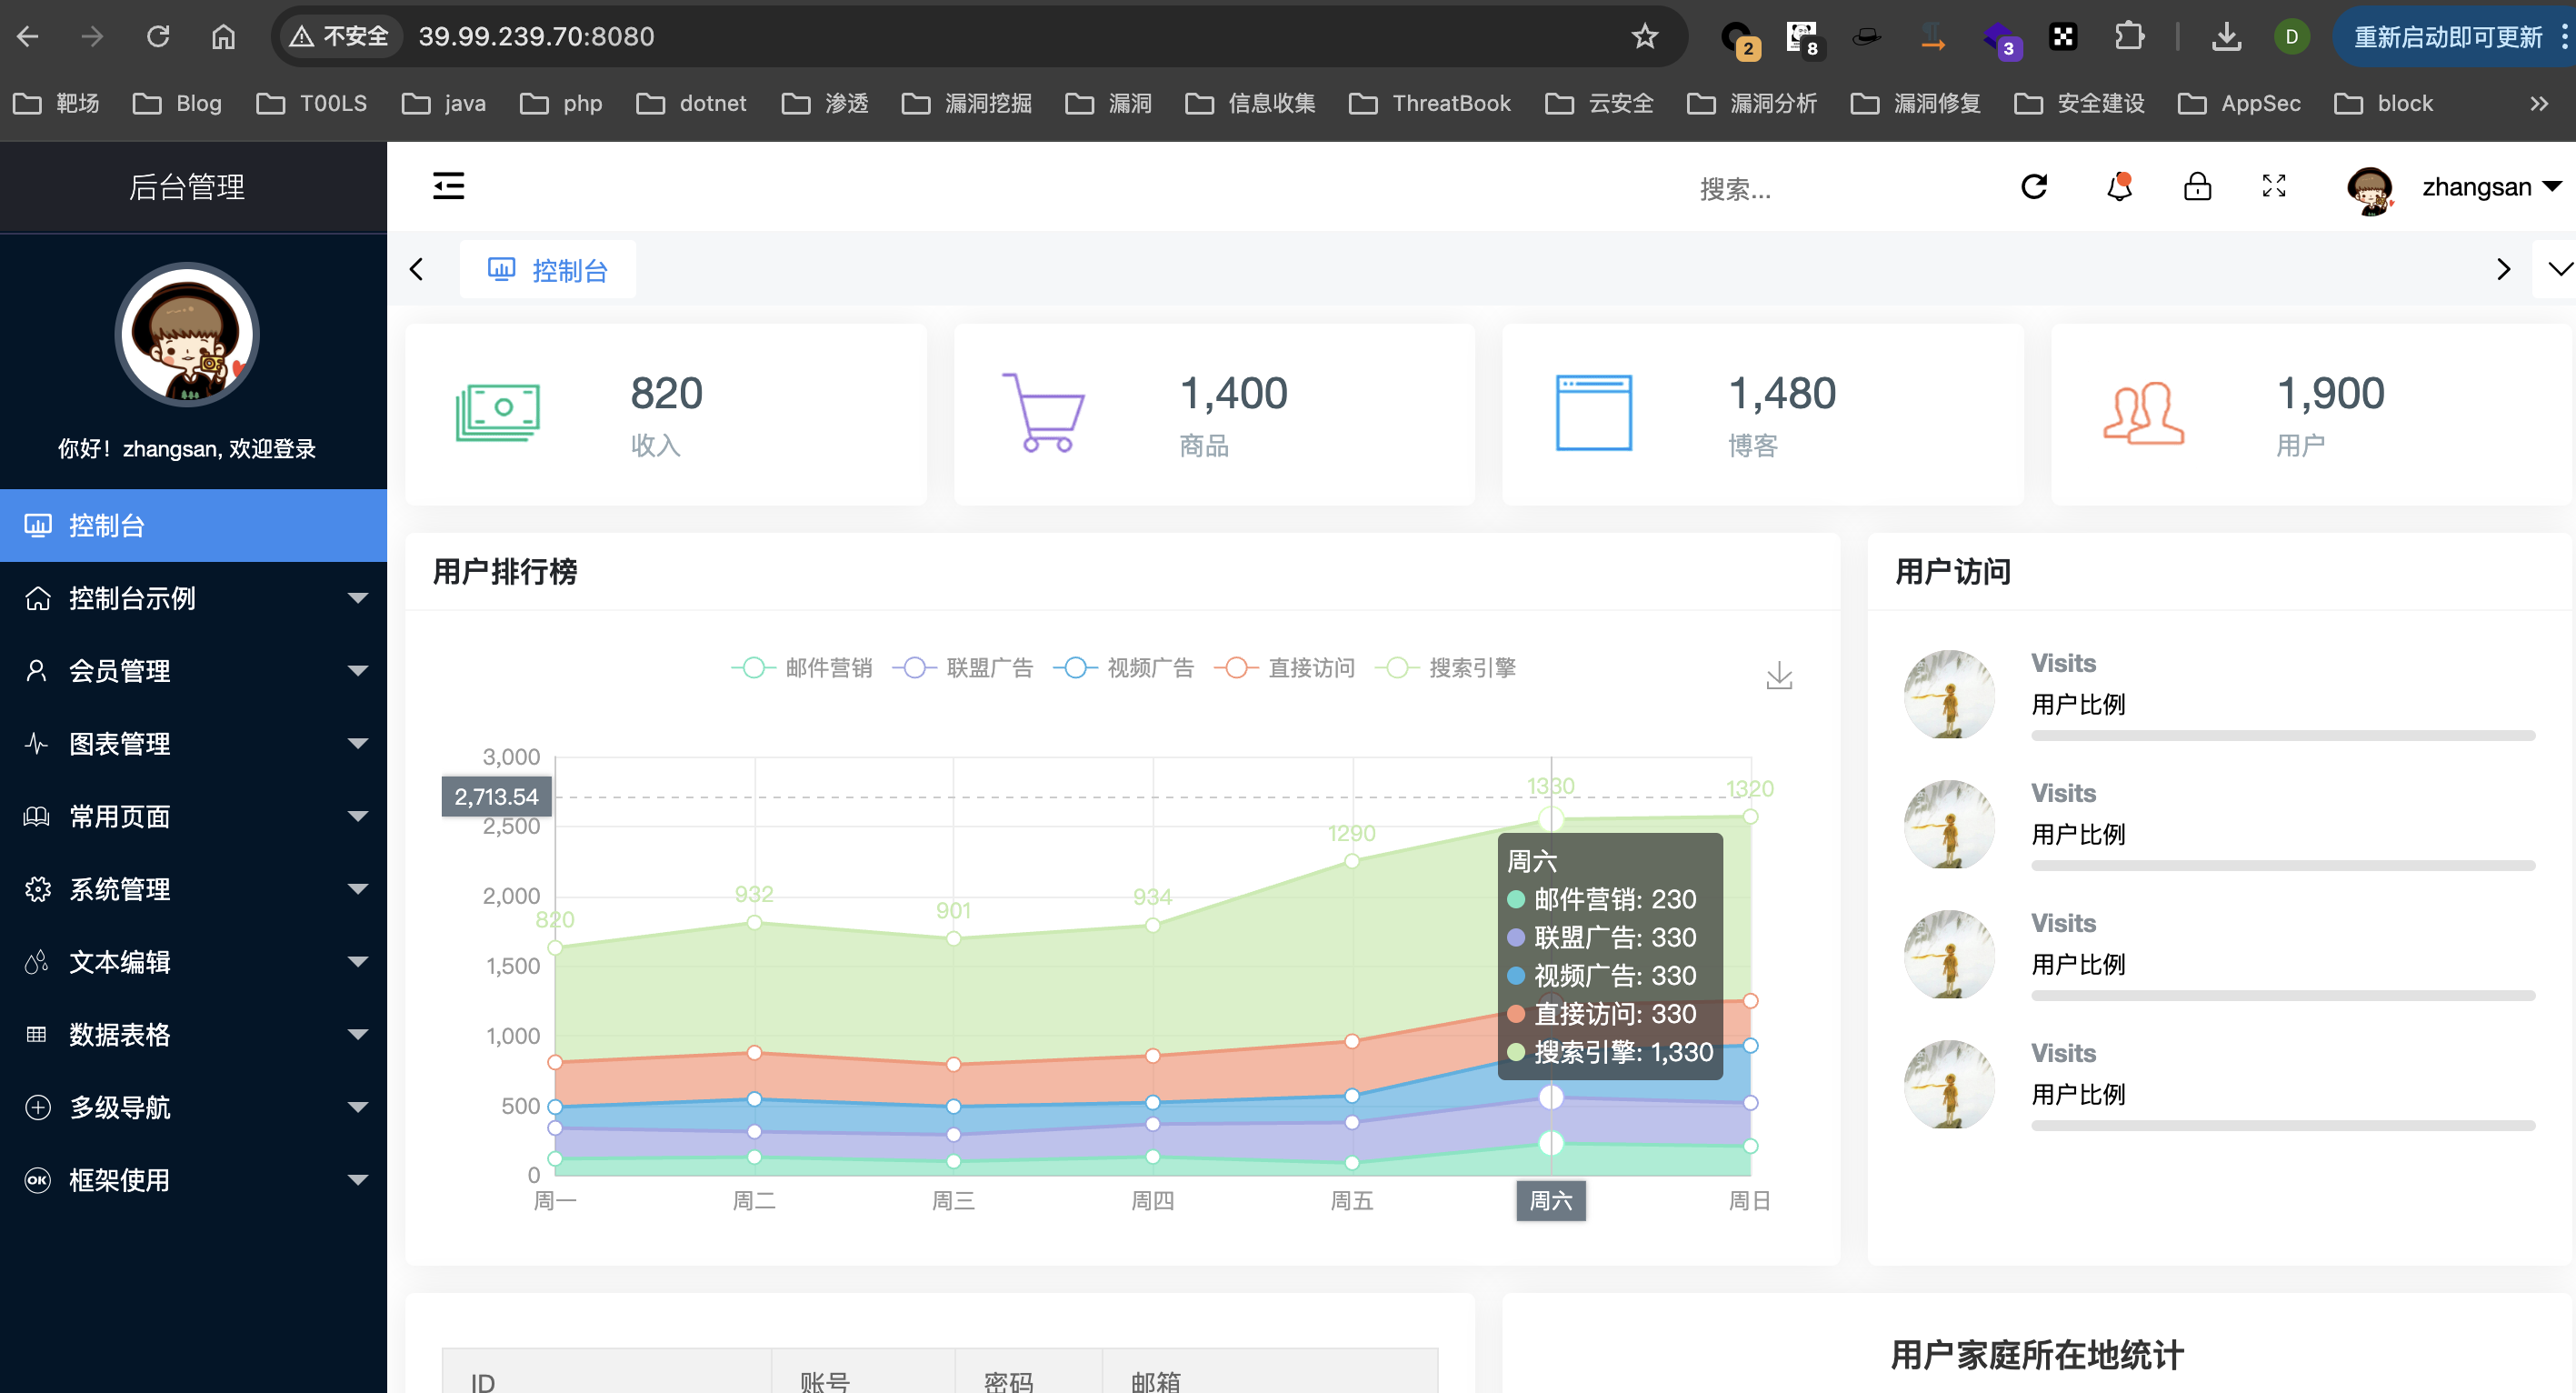 不安全 39.99.239.70:8080 2 8 3 D 重新启动即可更新
靶场 Blog T00LS java php dotnet 渗透 漏洞挖掘 漏洞 信息收集 ThreatBook 云安全 漏洞分析 漏洞修复 安全建设 AppSec block
后台管理
搜索... zhangsan
控制台
你好！zhangsan, 欢迎登录
控制台
控制台示例
会员管理
图表管理
常用页面
系统管理
文本编辑
数据表格
多级导航
OK 框架使用
820
收入
1,400
商品
1,480
博客
1,900
用户
用户排行榜
邮件营销 联盟广告 视频广告 直接访问 搜索引擎
3,000
2,713.54
2,500
2,000
1,500
1,000
500
0
820
932
901
934
1290
1330
1320
周六
邮件营销: 230
联盟广告: 330
视频广告: 330
直接访问: 330
搜索引擎: 1,330
周一 周二 周三 周四 周五 周六 周日
用户访问
Visits
用户比例
Visits
用户比例
Visits
用户比例
Visits
用户比例
ID 账号 密码 邮箱
用户家庭所在地统计